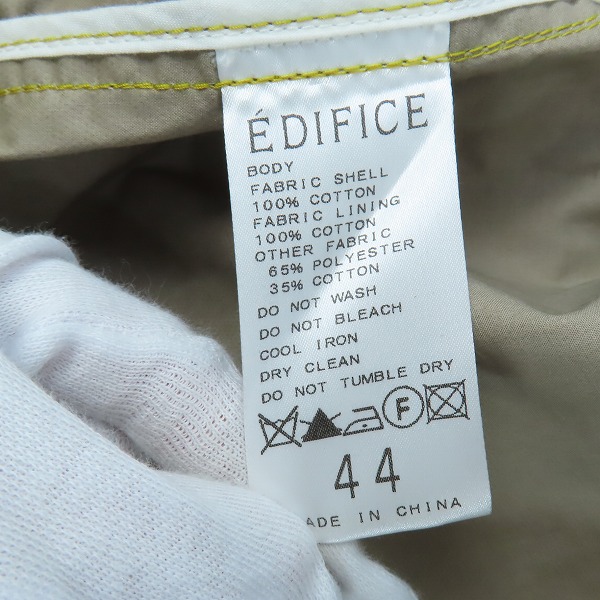 ÉDIFICE
BODY
FABRIC SHELL
100% COTTON
FABRIC LINING
100% COTTON
OTHER FABRIC
65% POLYESTER
35% COTTON
DO NOT WASH
DO NOT BLEACH
COOL IRON
DRY CLEAN
DO NOT TUMBLE DRY
F
44
ADE IN CHINA